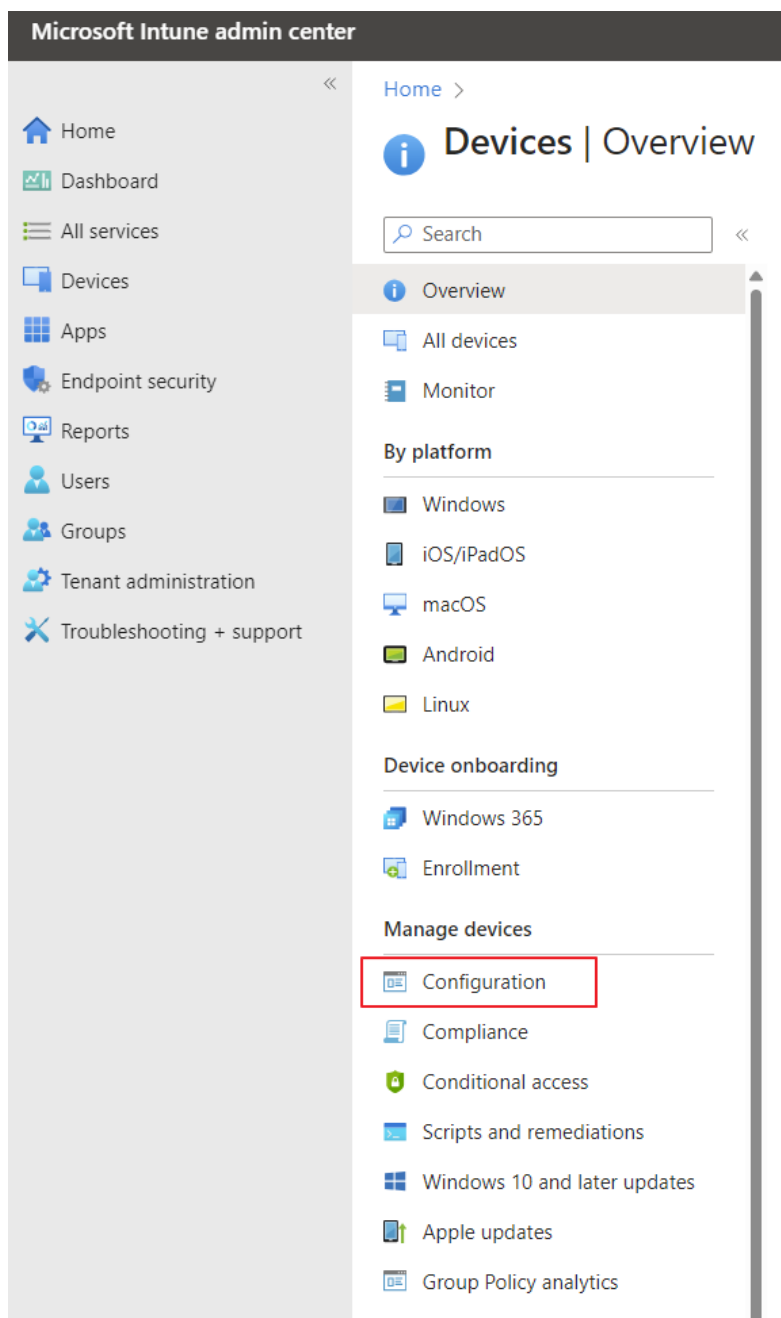 Microsoft Intune admin center
«
Home
Dashboard
All services
Devices
Apps
Endpoint security
Reports
Users
Groups
Tenant administration
Troubleshooting + support
Home >
Devices | Overview
Search «
Overview
All devices
Monitor
By platform
Windows
iOS/iPadOS
macOS
Android
Linux
Device onboarding
Windows 365
Enrollment
Manage devices
Configuration
Compliance
Conditional access
Scripts and remediations
Windows 10 and later updates
Apple updates
Group Policy analytics